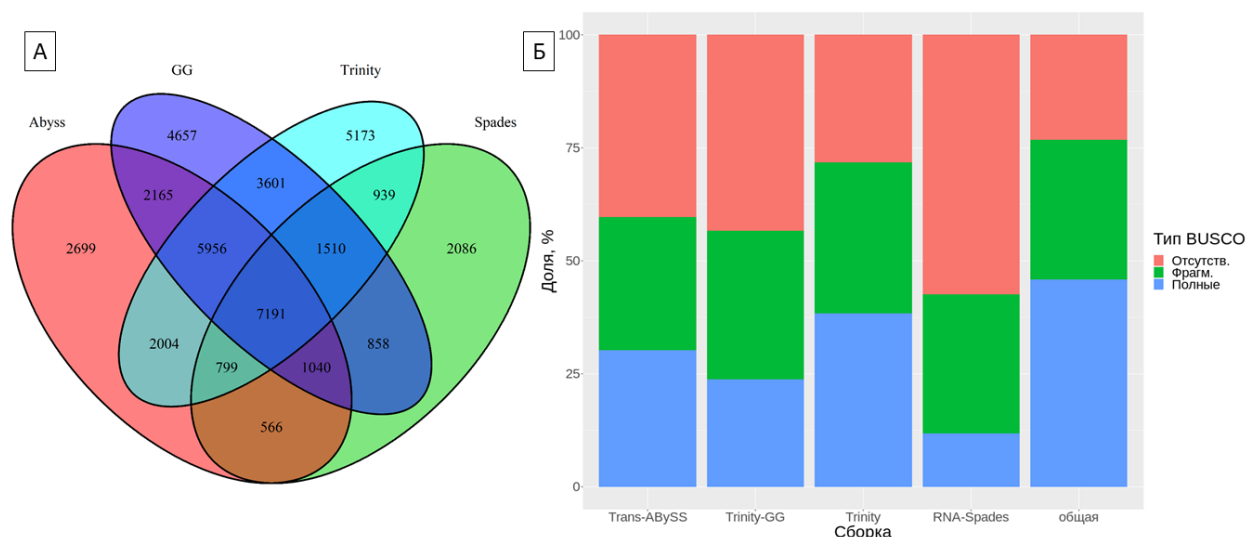 А
GG
Trinity
Abyss
Spades
4657
5173
2165
3601
939
2699
5956
1510
2086
7191
2004
799
1040
858
566
Б
100
75
50
25
0
Доля, %
Trans-ABySS
Trinity-GG
Trinity
RNA-Spades
общая
Сборка
Тип BUSCO
Отсутств.
Фрагм.
Полные